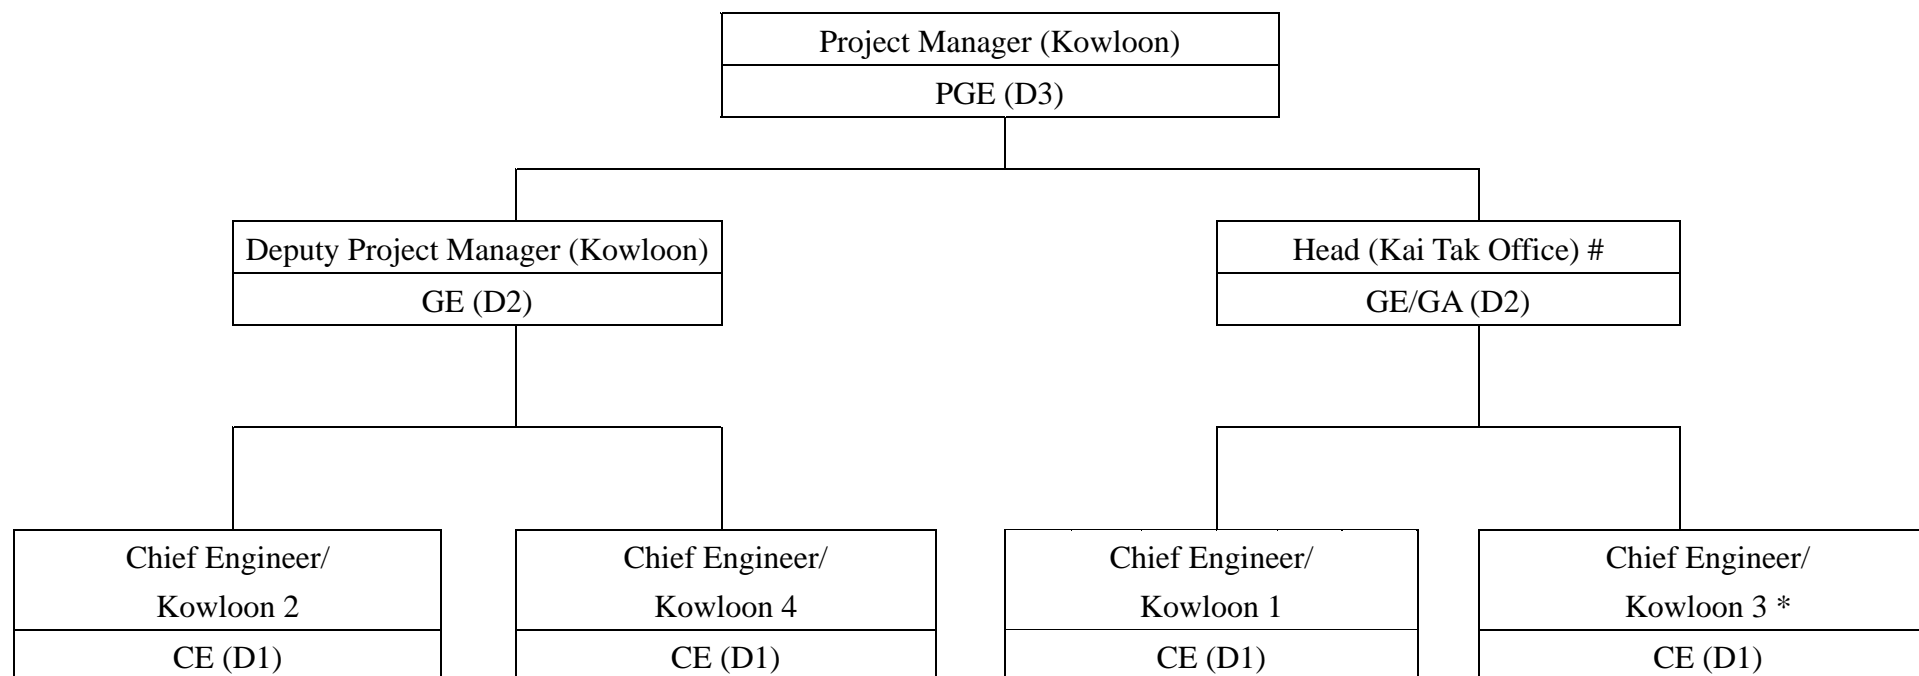 Project Manager (Kowloon)
PGE (D3)
Deputy Project Manager (Kowloon)
GE (D2)
Head (Kai Tak Office) #
GE/GA (D2)
Chief Engineer/
Kowloon 2
CE (D1)
Chief Engineer/
Kowloon 4
CE (D1)
Chief Engineer/
Kowloon 1
CE (D1)
Chief Engineer/
Kowloon 3 *
CE (D1)